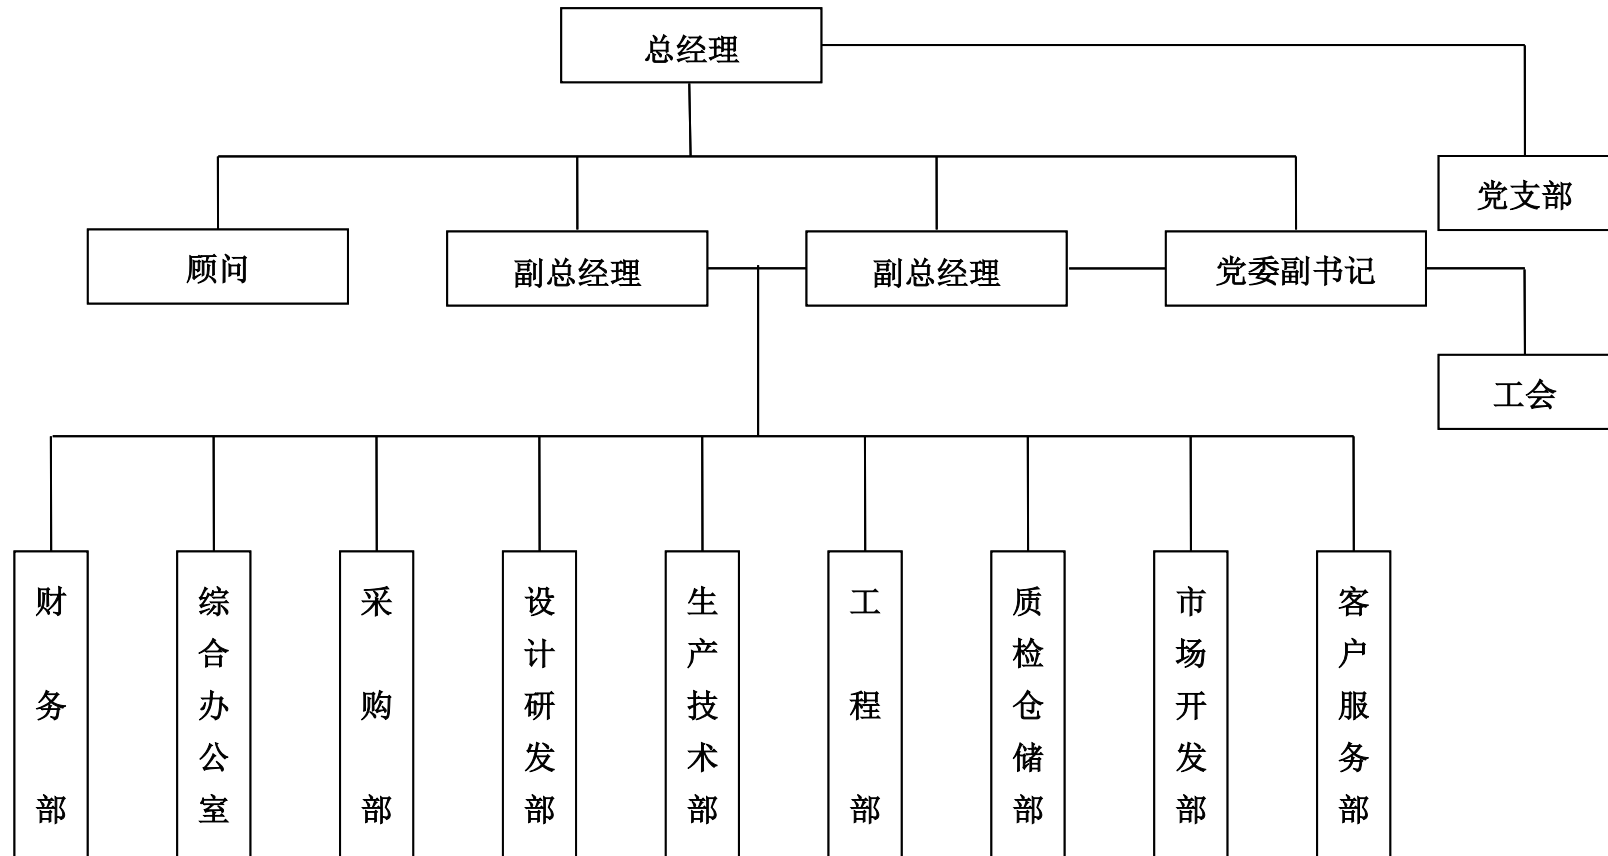 总经理
党支部
顾问
副总经理
副总经理
党委副书记
工会
财务部
综合办公室
采购部
设计研发部
生产技术部
工程部
质检仓储部
市场开发部
客户服务部